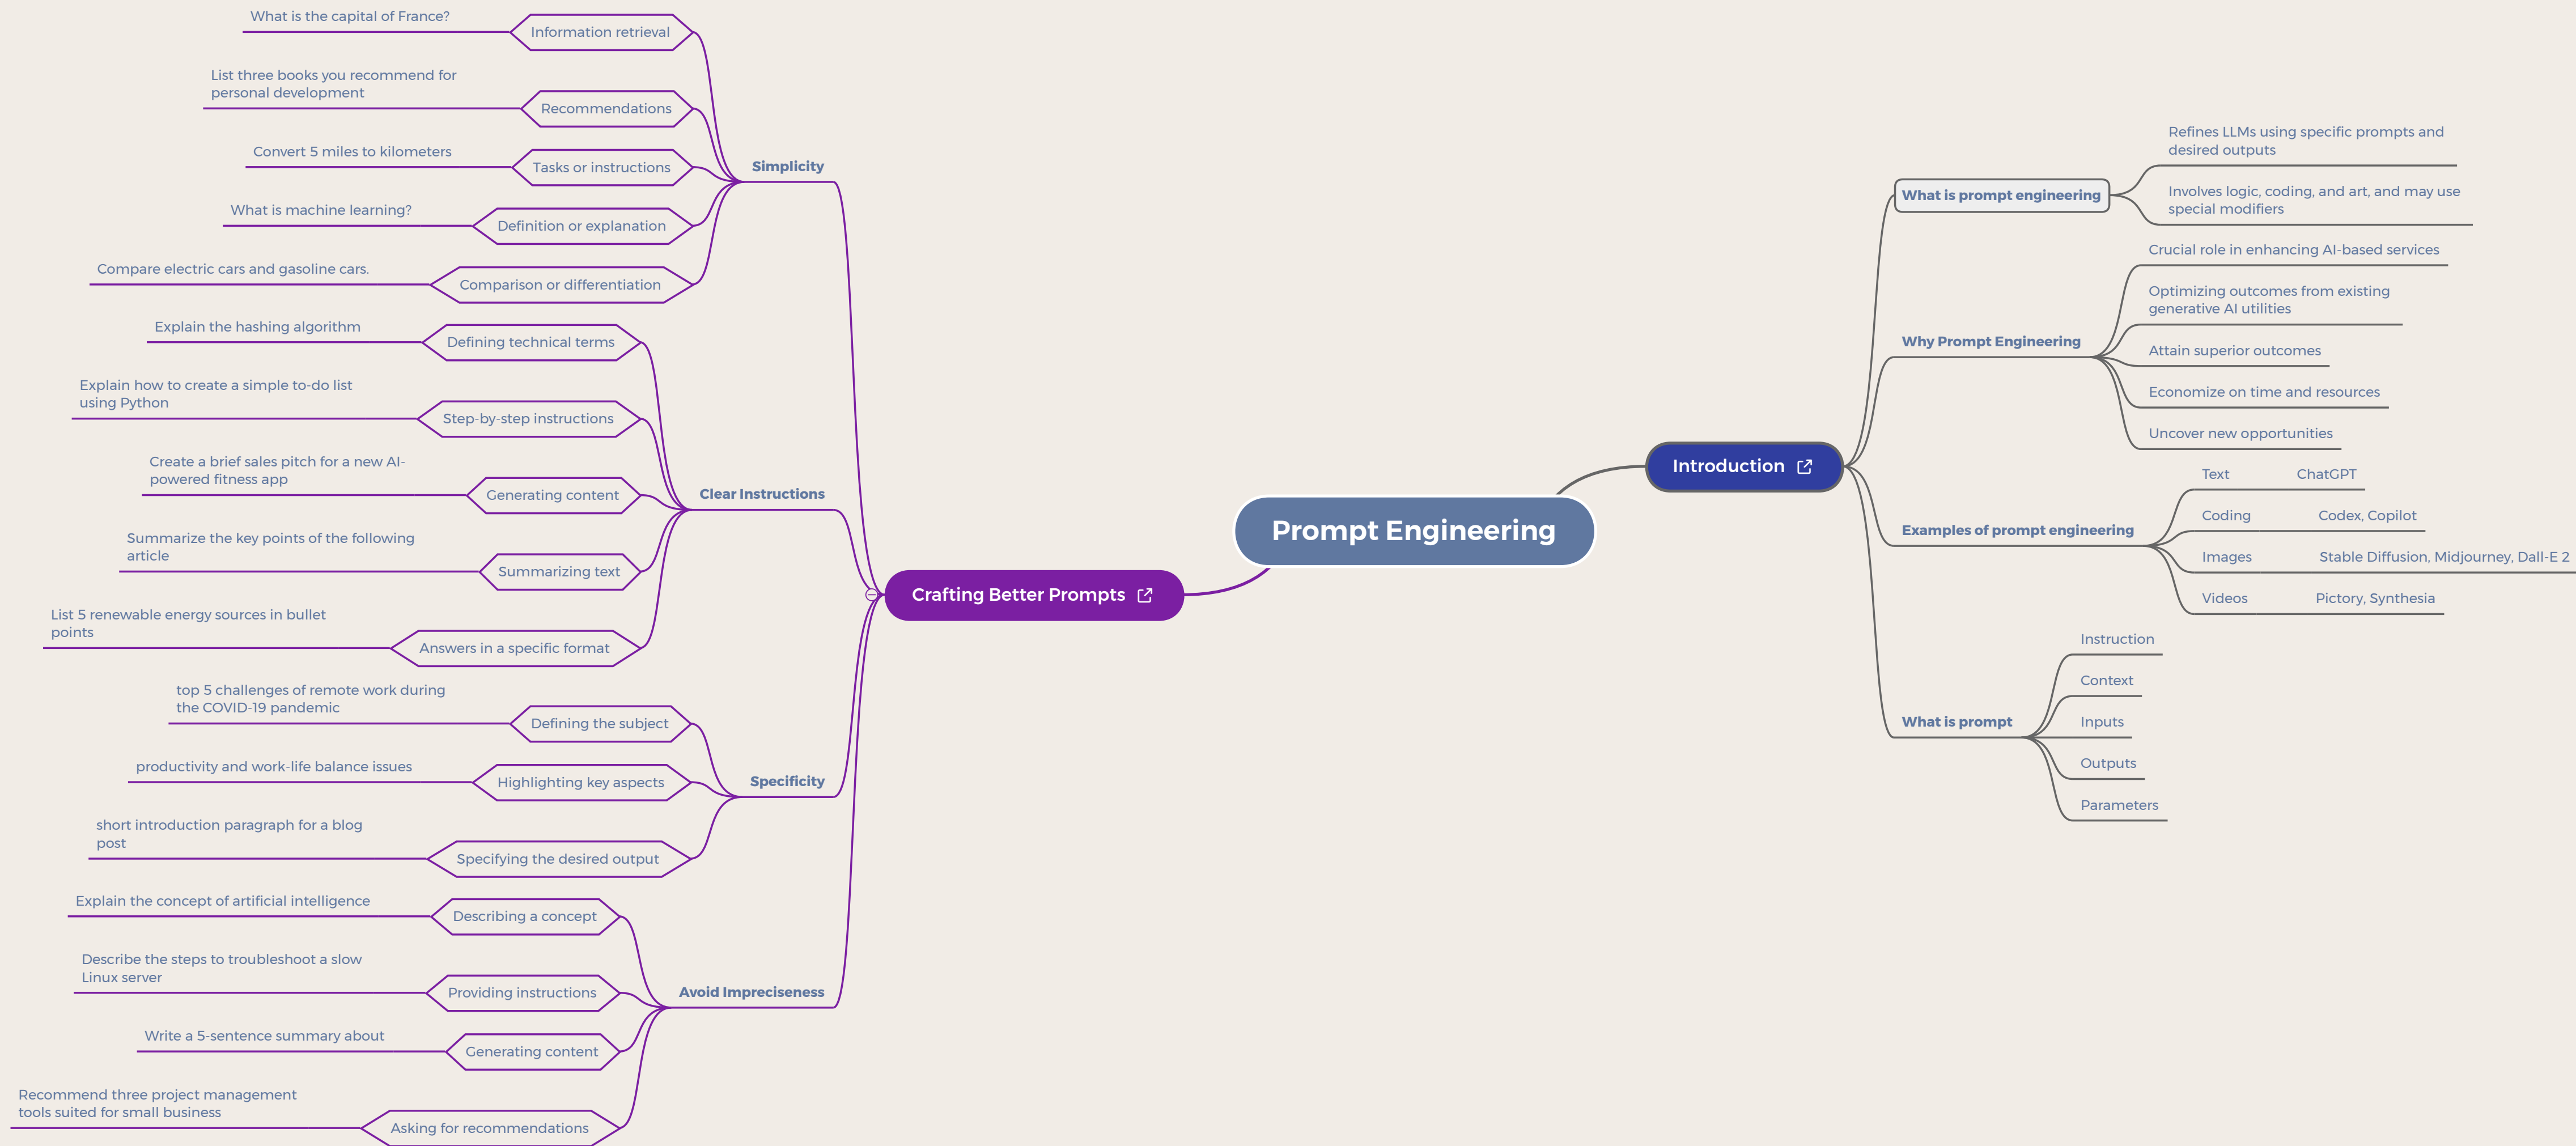 Prompt Engineering
Introduction
What is prompt engineering
Refines LLMs using specific prompts and
desired outputs
Involves logic, coding, and art, and may use
special modifiers
Why Prompt Engineering
Crucial role in enhancing AI-based services
Optimizing outcomes from existing
generative AI utilities
Attain superior outcomes
Economize on time and resources
Uncover new opportunities
Examples of prompt engineering
Text
ChatGPT
Coding
Codex, Copilot
Images
Stable Diffusion, Midjourney, Dall-E 2
Videos
Pictory, Synthesia
What is prompt
Instruction
Context
Inputs
Outputs
Parameters
Crafting Better Prompts
Simplicity
Information retrieval
What is the capital of France?
Recommendations
List three books you recommend for
personal development
Tasks or instructions
Convert 5 miles to kilometers
Definition or explanation
What is machine learning?
Comparison or differentiation
Compare electric cars and gasoline cars.
Clear Instructions
Defining technical terms
Explain the hashing algorithm
Step-by-step instructions
Explain how to create a simple to-do list
using Python
Generating content
Create a brief sales pitch for a new AI-
powered fitness app
Summarizing text
Summarize the key points of the following
article
Answers in a specific format
List 5 renewable energy sources in bullet
points
Specificity
Defining the subject
top 5 challenges of remote work during
the COVID-19 pandemic
Highlighting key aspects
productivity and work-life balance issues
Specifying the desired output
short introduction paragraph for a blog
post
Avoid Impreciseness
Describing a concept
Explain the concept of artificial intelligence
Providing instructions
Describe the steps to troubleshoot a slow
Linux server
Generating content
Write a 5-sentence summary about
Asking for recommendations
Recommend three project management
tools suited for small business